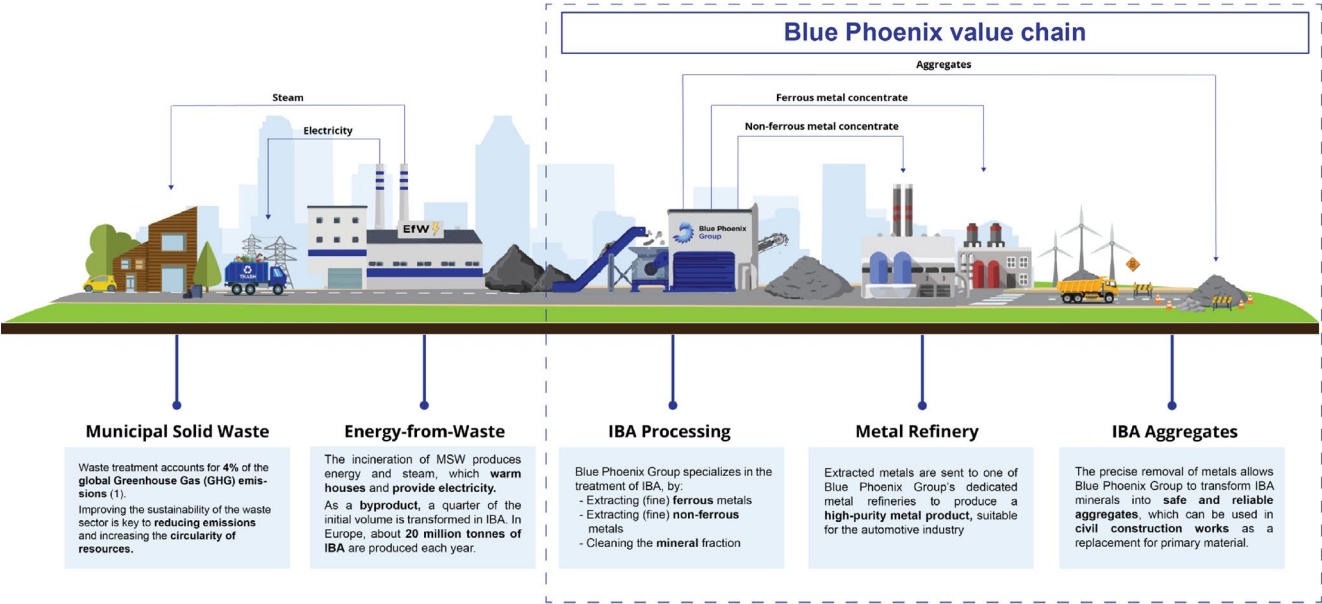 Blue Phoenix value chain
Aggregates
Steam
Ferrous metal concentrate
Electricity
Non-ferrous metal concentrate
EfW
Blue Phoenix
Group
TRASH
Municipal Solid Waste
Waste treatment accounts for 4% of the
global Greenhouse Gas (GHG) emis-
sions (1).
Improving the sustainability of the waste
sector is key to reducing emissions
and increasing the circularity of
resources.
Energy-from-Waste
The incineration of MSW produces
energy and steam, which warm
houses and provide electricity.
As a byproduct, a quarter of the
initial volume is transformed in IBA. In
Europe, about 20 million tonnes of
IBA are produced each year.
IBA Processing
Blue Phoenix Group specializes in the
treatment of IBA, by:
- Extracting (fine) ferrous metals
- Extracting (fine) non-ferrous
metals
- Cleaning the mineral fraction
Metal Refinery
Extracted metals are sent to one of
Blue Phoenix Group's dedicated
metal refineries to produce a
high-purity metal product, suitable
for the automotive industry
IBA Aggregates
The precise removal of metals allows
Blue Phoenix Group to transform IBA
minerals into safe and reliable
aggregates, which can be used in
civil construction works as a
replacement for primary material.